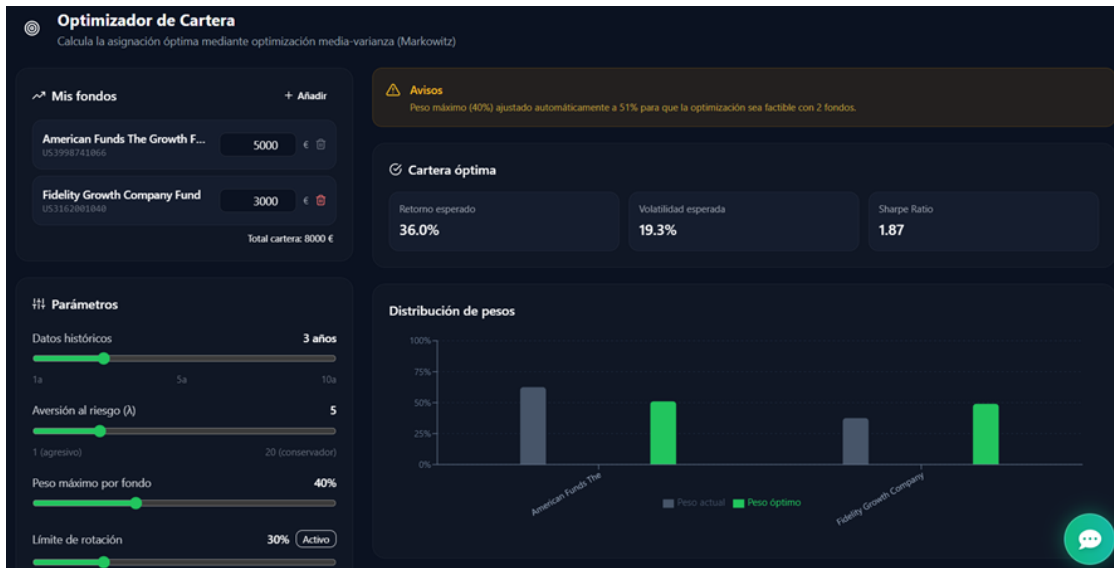 Optimizador de Cartera
Calcula la asignación óptima mediante optimización media-varianza (Markowitz)
Mis fondos
+ Añadir
American Funds The Growth F...
US3998741066
5000 €
Fidelity Growth Company Fund
US3162001040
3000 €
Total cartera: 8000 €
Parámetros
Datos históricos 3 años
1a 5a 10a
Aversión al riesgo (λ) 5
1 (agresivo) 20 (conservador)
Peso máximo por fondo 40%
Límite de rotación 30% Activo
Avisos
Peso máximo (40%) ajustado automáticamente a 51% para que la optimización sea factible con 2 fondos.
Cartera óptima
Retorno esperado
36.0%
Volatilidad esperada
19.3%
Sharpe Ratio
1.87
Distribución de pesos
100%
75%
50%
25%
0%
American Funds The
Fidelity Growth Company
Peso actual Peso óptimo